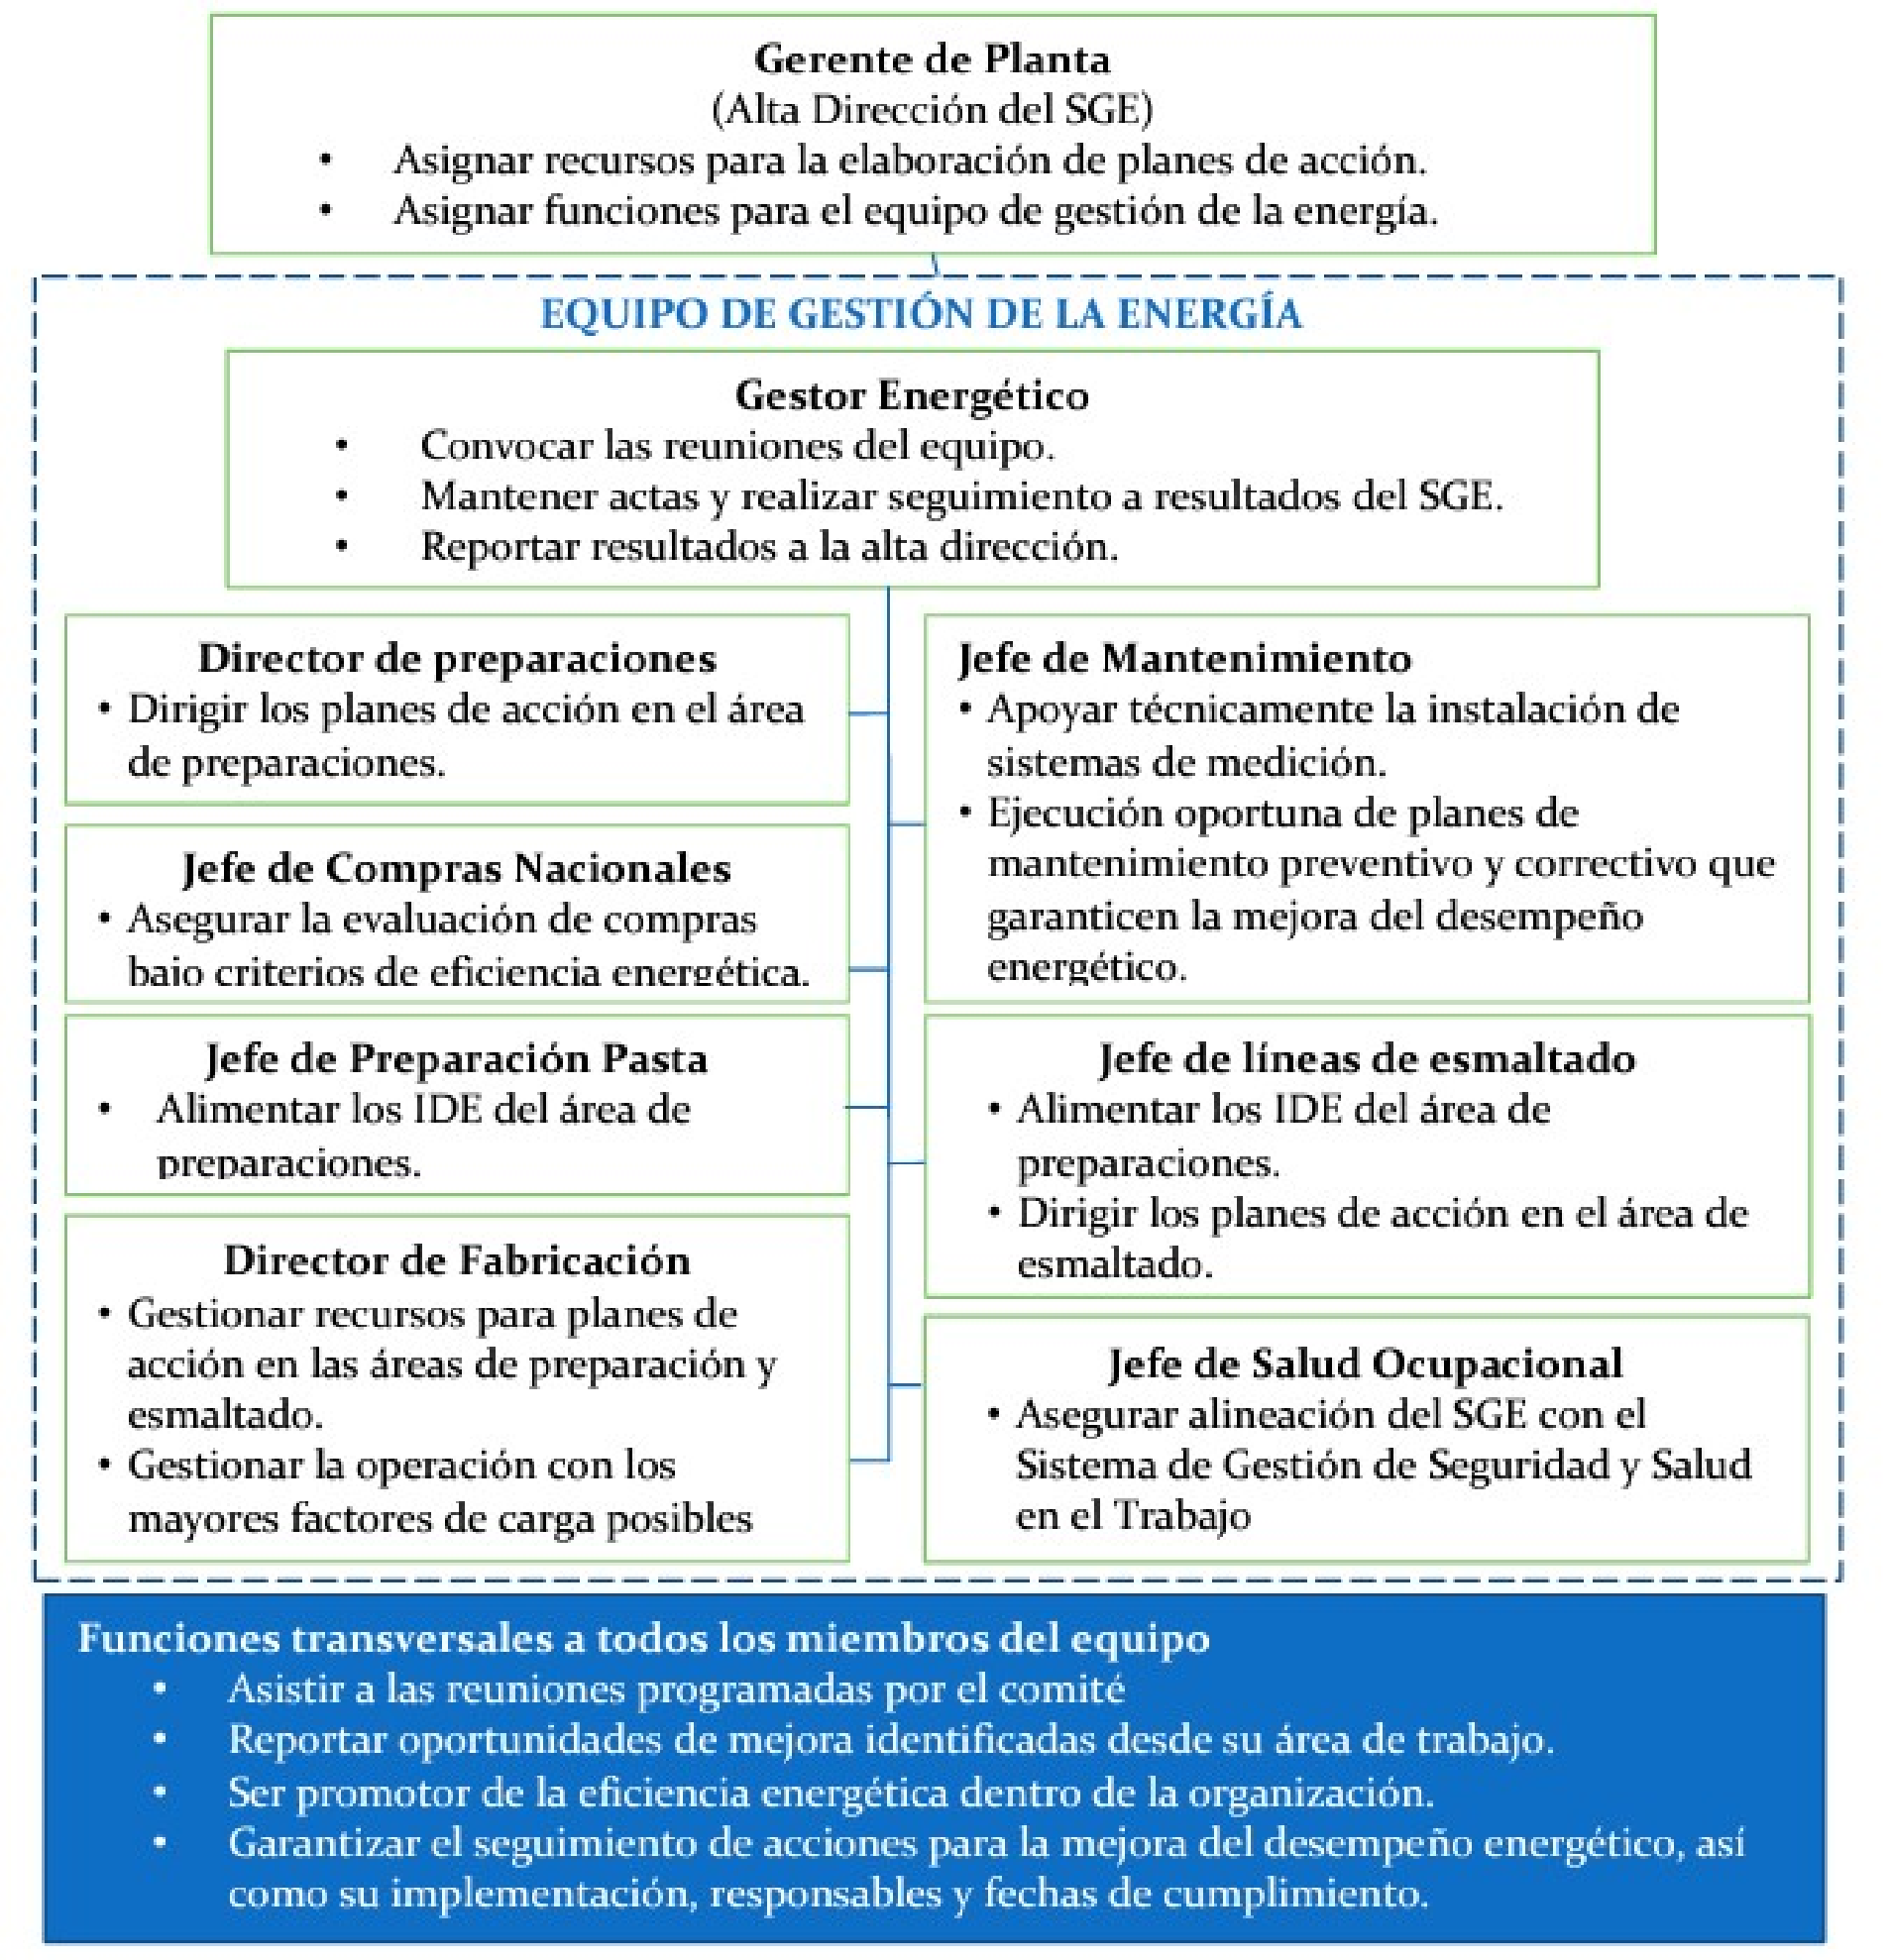 Gerente de Planta
(Alta Dirección del SGE)
• Asignar recursos para la elaboración de planes de acción.
• Asignar funciones para el equipo de gestión de la energía.
EQUIPO DE GESTIÓN DE LA ENERGÍA
Gestor Energético
• Convocar las reuniones del equipo.
• Mantener actas y realizar seguimiento a resultados del SGE.
• Reportar resultados a la alta dirección.
Director de preparaciones
• Dirigir los planes de acción en el área
de preparaciones.
Jefe de Compras Nacionales
• Asegurar la evaluación de compras
bajo criterios de eficiencia energética.
Jefe de Preparación Pasta
• Alimentar los IDE del área de
preparaciones.
Director de Fabricación
• Gestionar recursos para planes de
acción en las áreas de preparación y
esmaltado.
• Gestionar la operación con los
mayores factores de carga posibles
Jefe de Mantenimiento
• Apoyar técnicamente la instalación de
sistemas de medición.
• Ejecución oportuna de planes de
mantenimiento preventivo y correctivo que
garanticen la mejora del desempeño
energético.
Jefe de líneas de esmaltado
• Alimentar los IDE del área de
preparaciones.
• Dirigir los planes de acción en el área de
esmaltado.
Jefe de Salud Ocupacional
• Asegurar alineación del SGE con el
Sistema de Gestión de Seguridad y Salud
en el Trabajo
Funciones transversales a todos los miembros del equipo
• Asistir a las reuniones programadas por el comité
• Reportar oportunidades de mejora identificadas desde su área de trabajo.
• Ser promotor de la eficiencia energética dentro de la organización.
• Garantizar el seguimiento de acciones para la mejora del desempeño energético, así
como su implementación, responsables y fechas de cumplimiento.